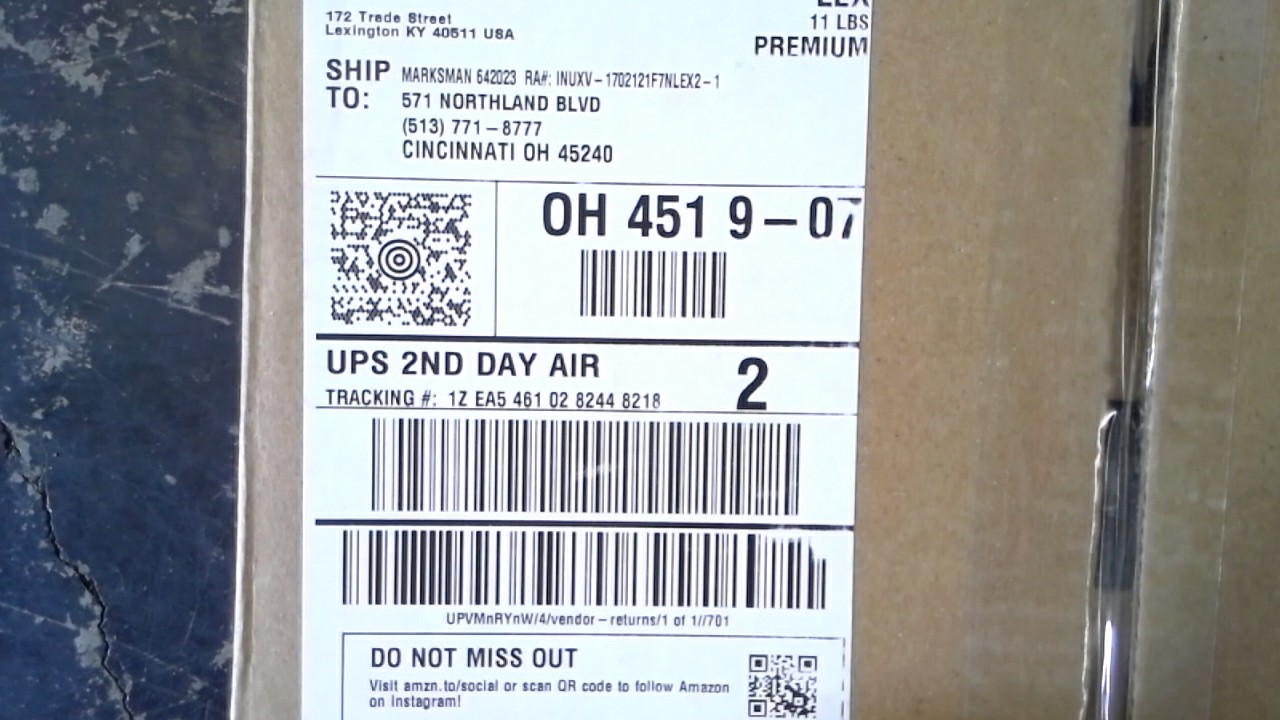 172 Trade Street
Lexington KY 40511 USA
LEX
11 LBS
PREMIUM
SHIP TO:
MARKSMAN 642023 RA#: INUXV-1702121F7NLEX2-1
571 NORTHLAND BLVD
(513) 771-8777
CINCINNATI OH 45240
OH 451 9-07
UPS 2ND DAY AIR
2
TRACKING #: 1Z EA5 461 02 8244 8218
UPVMnRYnW/4/vendor-returns/1 of 1//701
DO NOT MISS OUT
Visit amzn.to/social or scan QR code to follow Amazon
on Instagram!